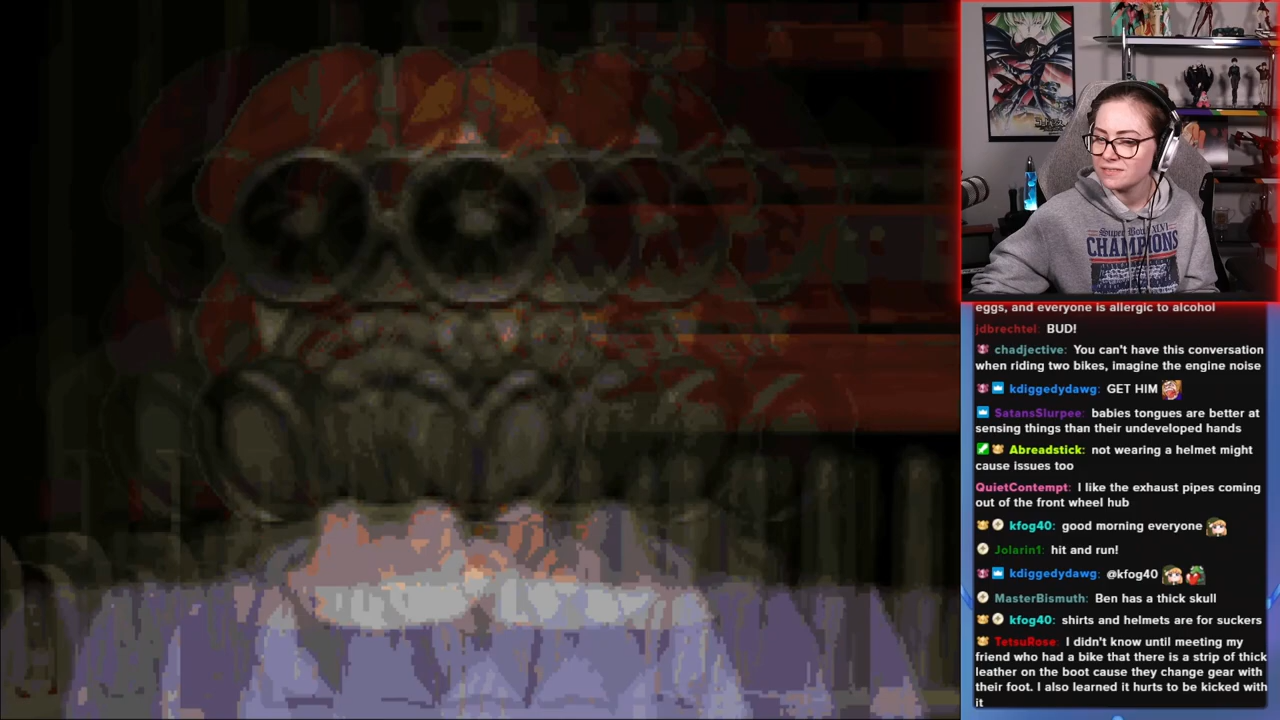 Super Bowl XLVI
CHAMPIONS
eggs, and everyone is allergic to alcohol
jdbrechtel: BUD!
chadjective: You can't have this conversation
when riding two bikes, imagine the engine noise
kdiggedydawg: GET HIM
SatansSlurpee: babies tongues are better at
sensing things than their undeveloped hands
Abreadstick: not wearing a helmet might
cause issues too
QuietContempt: I like the exhaust pipes coming
out of the front wheel hub
kfog40: good morning everyone
Jolarin1: hit and run!
kdiggedydawg: @kfog40
MasterBismuth: Ben has a thick skull
kfog40: shirts and helmets are for suckers
TetsuRose: I didn't know until meeting my
friend who had a bike that there is a strip of thick
leather on the boot cause they change gear with
their foot. I also learned it hurts to be kicked with
it